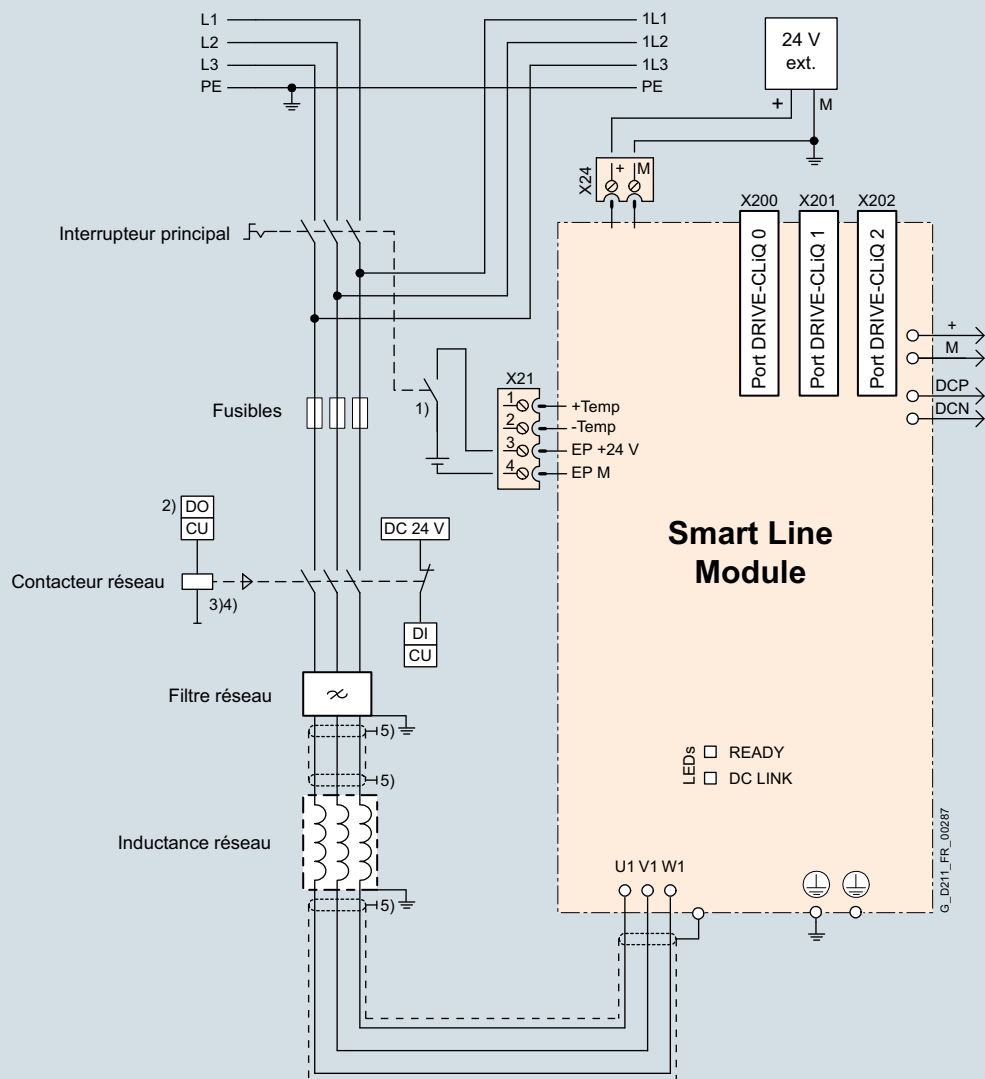 L1
L2
L3
PE
1L1
1L2
1L3
PE
24 V
ext.
+ M
X24
+ M
Interrupteur principal
X200 X201 X202
Port DRIVE-CLiQ 0
Port DRIVE-CLiQ 1
Port DRIVE-CLiQ 2
+
M
DCP
DCN
Fusibles
1)
X21
1 +Temp
2 -Temp
3 EP +24 V
4 EP M
2) DO
CU
DC 24 V
Contacteur réseau
3)4)
DI
CU
Smart Line
Module
Filtre réseau
5)
5)
LEDs
READY
DC LINK
Inductance réseau
5)
U1 V1 W1
G_D211_FR_00287